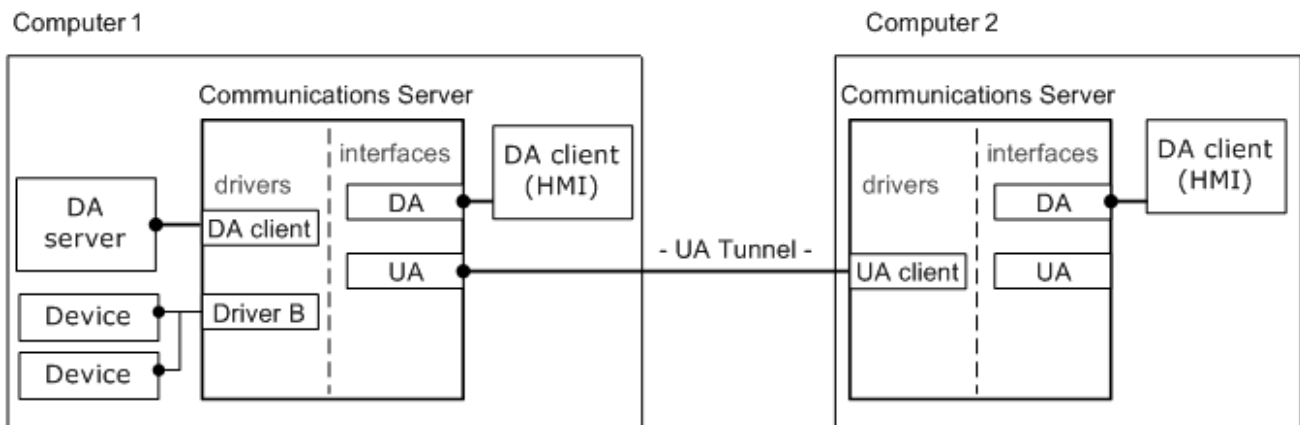 Computer 1
Computer 2
Communications Server
Communications Server
interfaces
DA client
(HMI)
drivers
DA
DA
server
DA client
UA
Device
Driver B
Device
- UA Tunnel -
interfaces
DA client
(HMI)
drivers
DA
UA client
UA